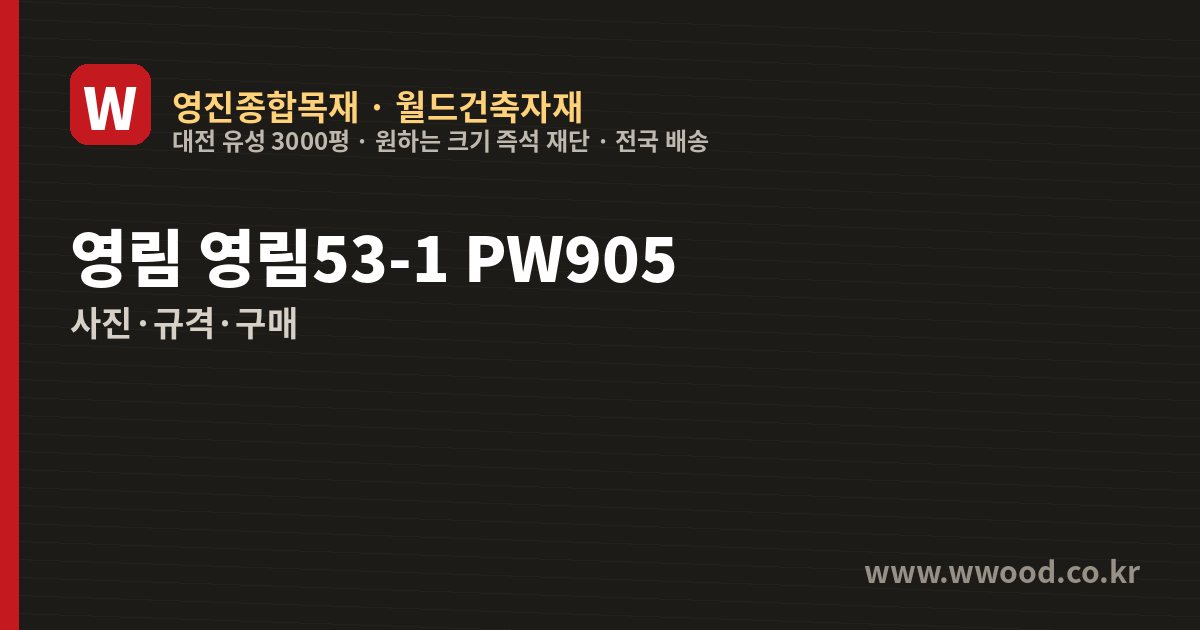 W
영진종합목재 · 월드건축자재
대전 유성 3000평 · 원하는 크기 즉석 재단 · 전국 배송
영림 영림53-1 PW905
사진·규격·구매
www.wwood.co.kr